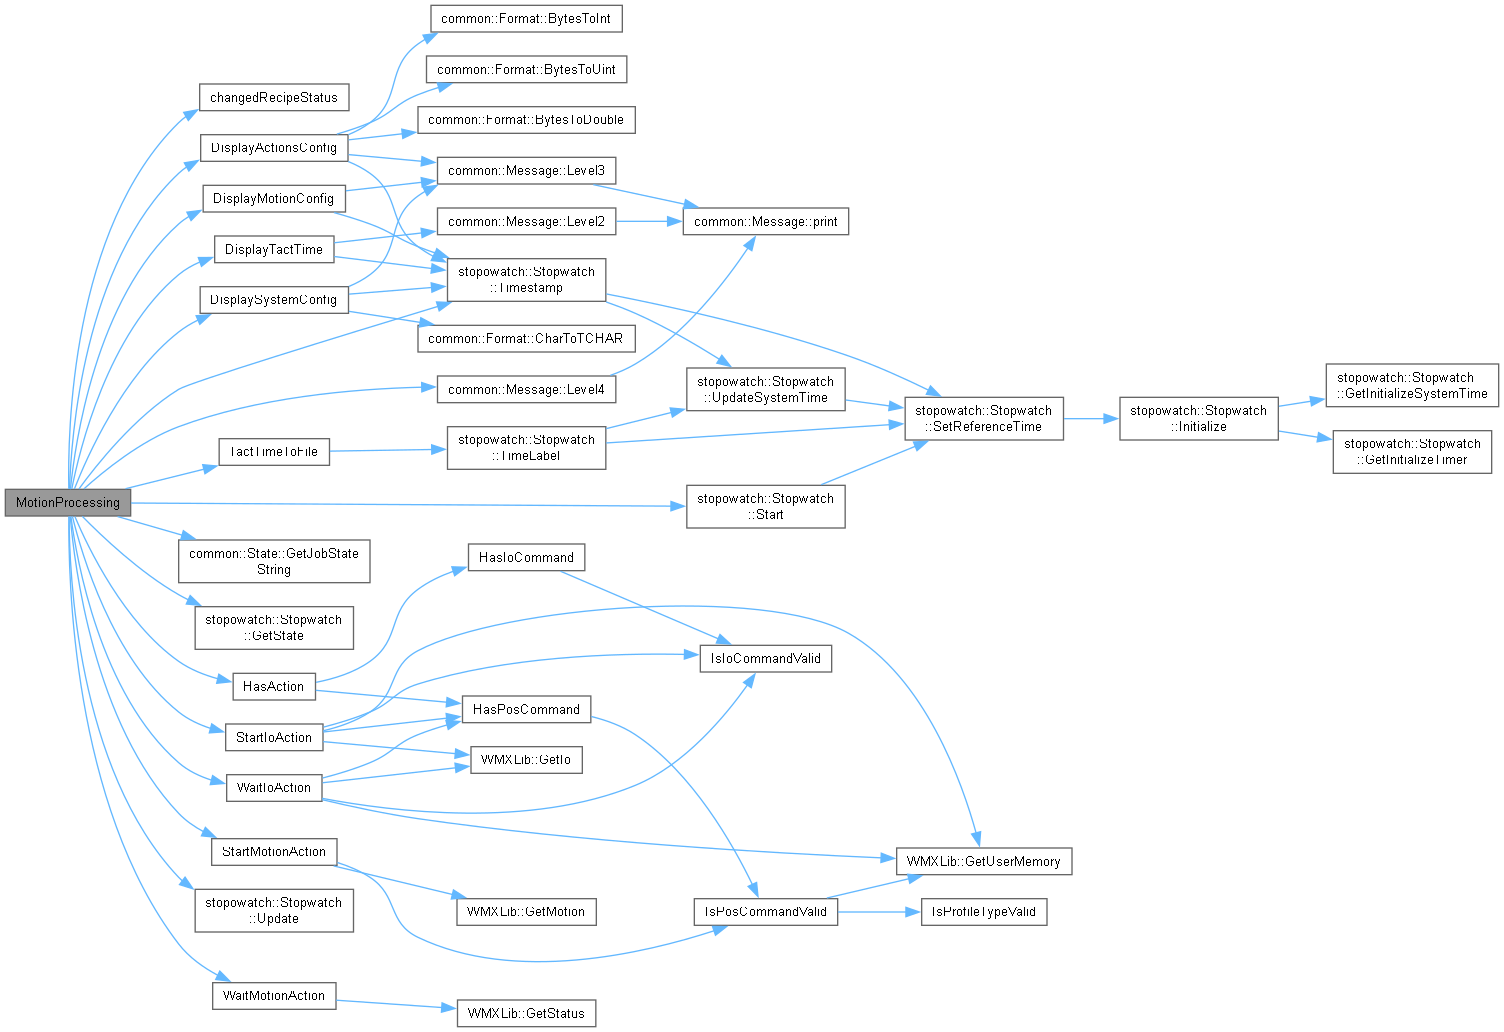 common::Format::BytesToInt
common::Format::BytesToUint
changedRecipeStatus
common::Format::BytesToDouble
DisplayActionsConfig
common::Message::Level3
DisplayMotionConfig
common::Message::Level2
common::Message::print
DisplayTactTime
stopowatch::Stopwatch
::Timestamp
DisplaySystemConfig
common::Format::CharToTCHAR
common::Message::Level4
stopowatch::Stopwatch
::UpdateSystemTime
stopowatch::Stopwatch
::GetInitializeSystemTime
stopowatch::Stopwatch
::SetReferenceTime
stopowatch::Stopwatch
::Initialize
TactTimeToFile
stopowatch::Stopwatch
::TimeLabel
stopowatch::Stopwatch
::GetInitializeTimer
MotionProcessing
stopowatch::Stopwatch
::Start
common::State::GetJobState
String
HasIoCommand
stopowatch::Stopwatch
::GetState
IsIoCommandValid
HasAction
HasPosCommand
StartIoAction
WMXLib::GetIo
WaitIoAction
StartMotionAction
WMXLib::GetUserMemory
stopowatch::Stopwatch
::Update
WMXLib::GetMotion
IsPosCommandValid
IsProfileTypeValid
WaitMotionAction
WMXLib::GetStatus